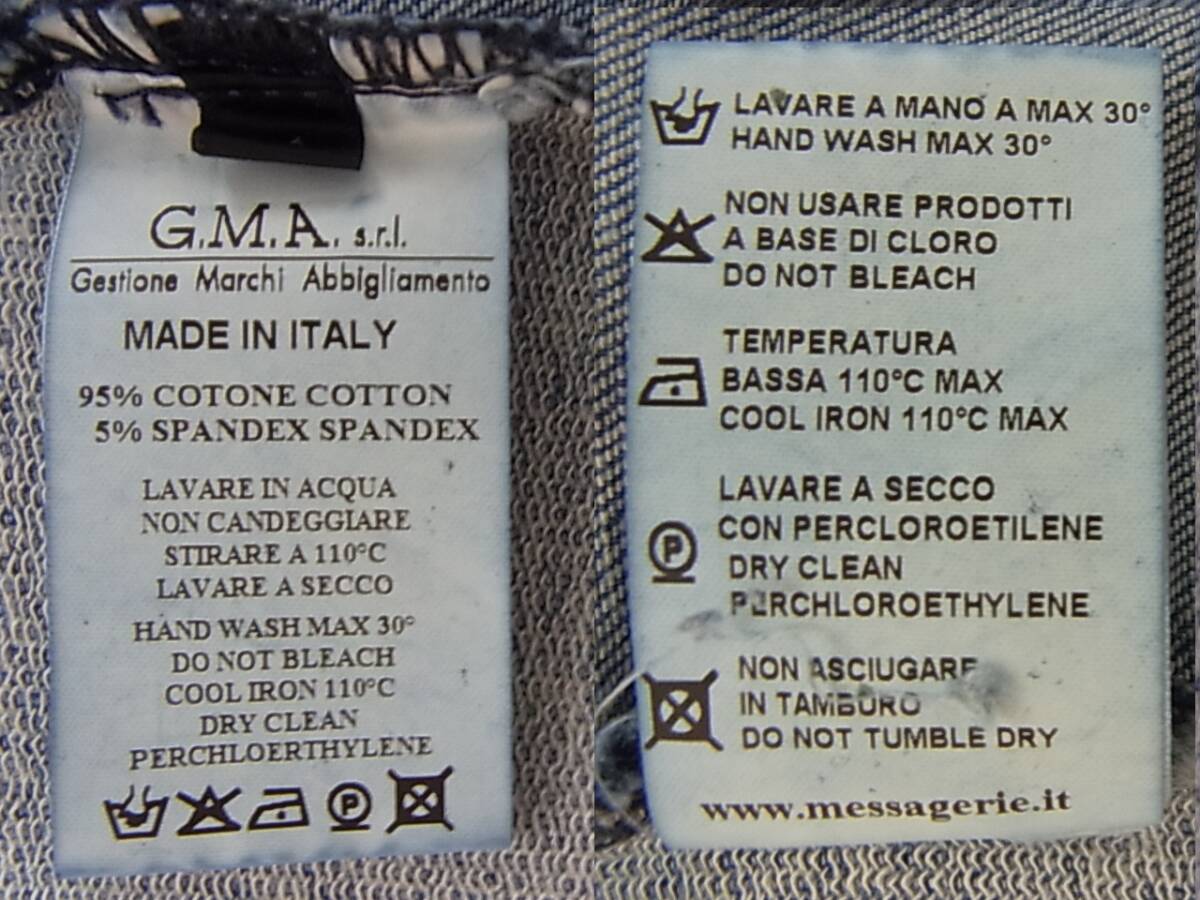 G.M.A. s.r.l.
Gestione Marchi Abbigliamento
MADE IN ITALY
95% COTONE COTTON
5% SPANDEX SPANDEX
LAVARE IN ACQUA
NON CANDEGGIARE
STIRARE A 110°C
LAVARE A SECCO
HAND WASH MAX 30°
DO NOT BLEACH
COOL IRON 110°C
DRY CLEAN
PERCHLOERTHYLENE
P
LAVARE A MANO A MAX 30°
HAND WASH MAX 30°
NON USARE PRODOTTI
A BASE DI CLORO
DO NOT BLEACH
TEMPERATURA
BASSA 110°C MAX
COOL IRON 110°C MAX
LAVARE A SECCO
CON PERCLOROETILENE
P
DRY CLEAN
PERCHLOROETHYLENE
NON ASCIUGARE
IN TAMBURO
DO NOT TUMBLE DRY
www.messagerie.it